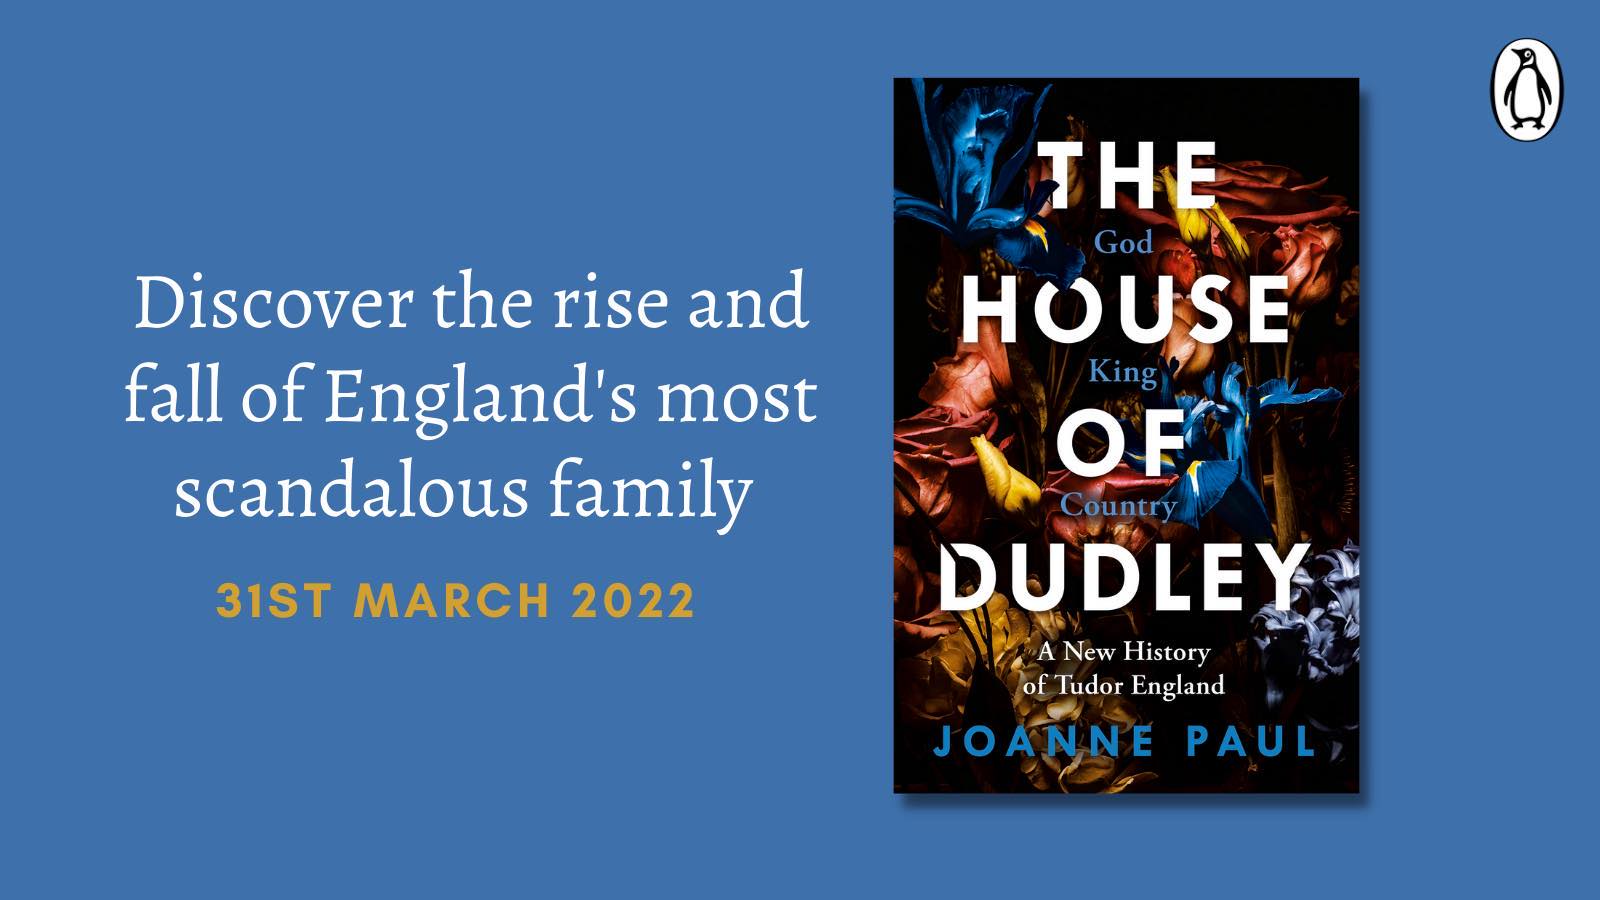 Discover the rise and
fall of England's most
scandalous family
31ST MARCH 2022
THE
God
HOUSE
King
OF
Country
DUDLEY
A New History
of Tudor England
JOANNE PAUL